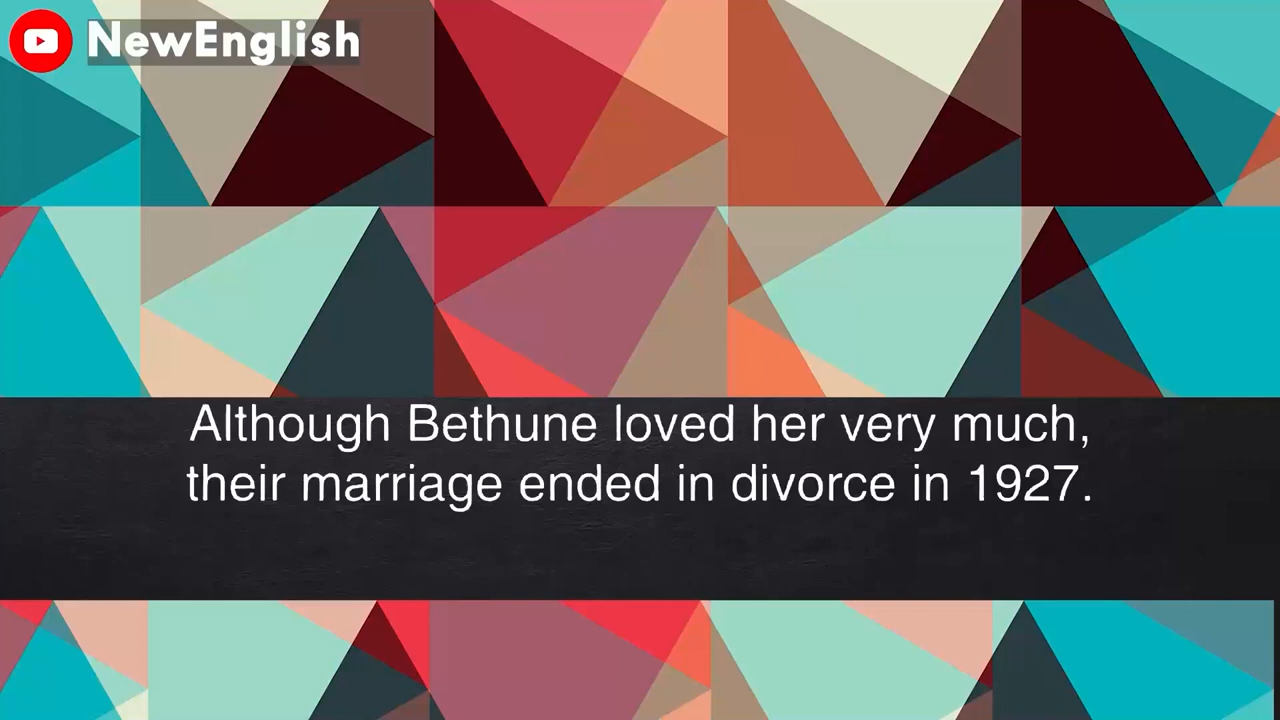 NewEnglish
Although Bethune loved her very much,
their marriage ended in divorce in 1927.